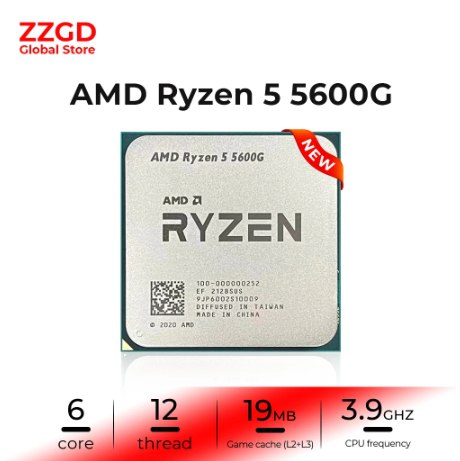 ZZGD
Global Store
AMD Ryzen 5 5600G
NEW
AMD Ryzen 5 5600G
AMD
RYZEN
100-000000252
EF 2128SUS
9JP6002S10009
DIFFUSED IN TAIWAN
MADE IN CHINA
© 2020 AMD
6
core
12
thread
19MB
Game cache (L2+L3)
3.9GHZ
CPU frequency